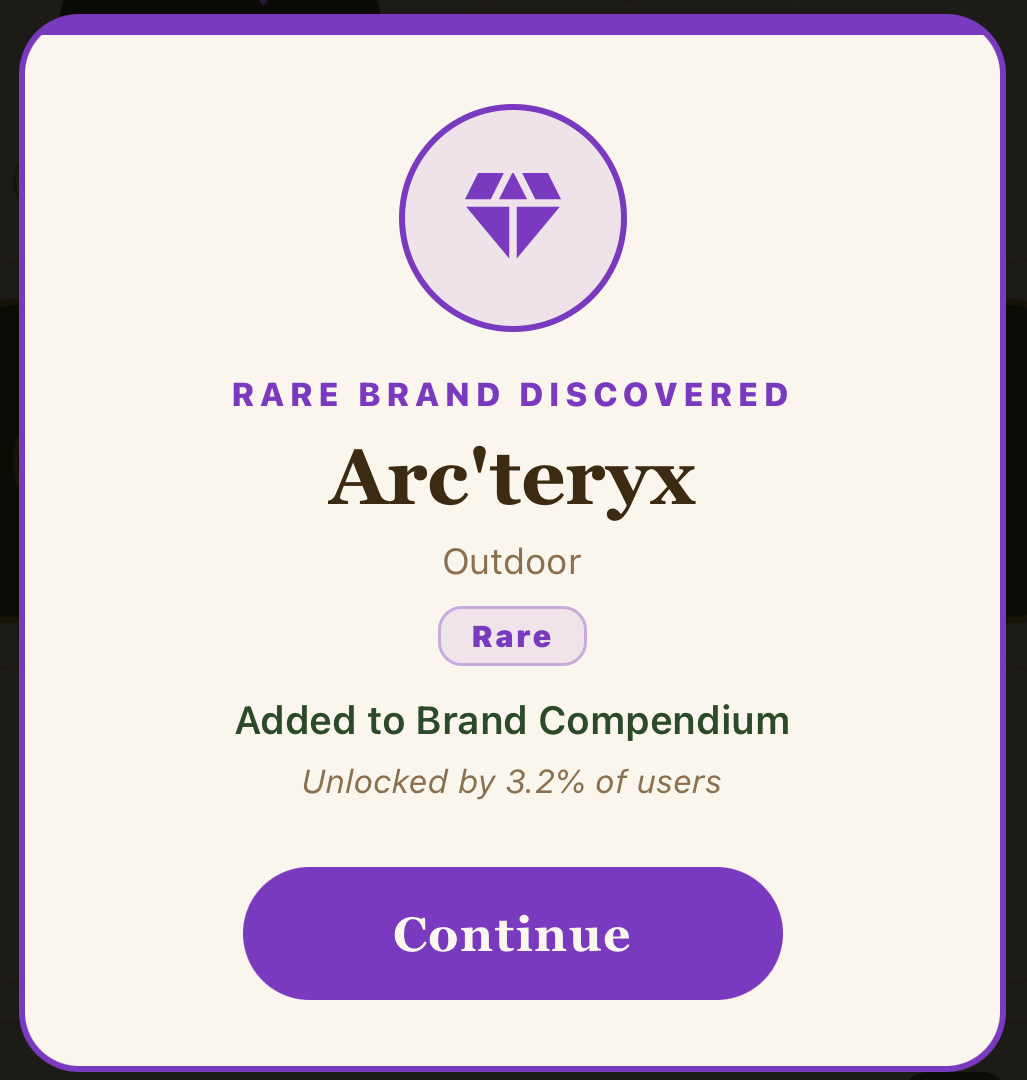 RARE BRAND DISCOVERED
Arc'teryx
Outdoor
Rare
Added to Brand Compendium
Unlocked by 3.2% of users
Continue